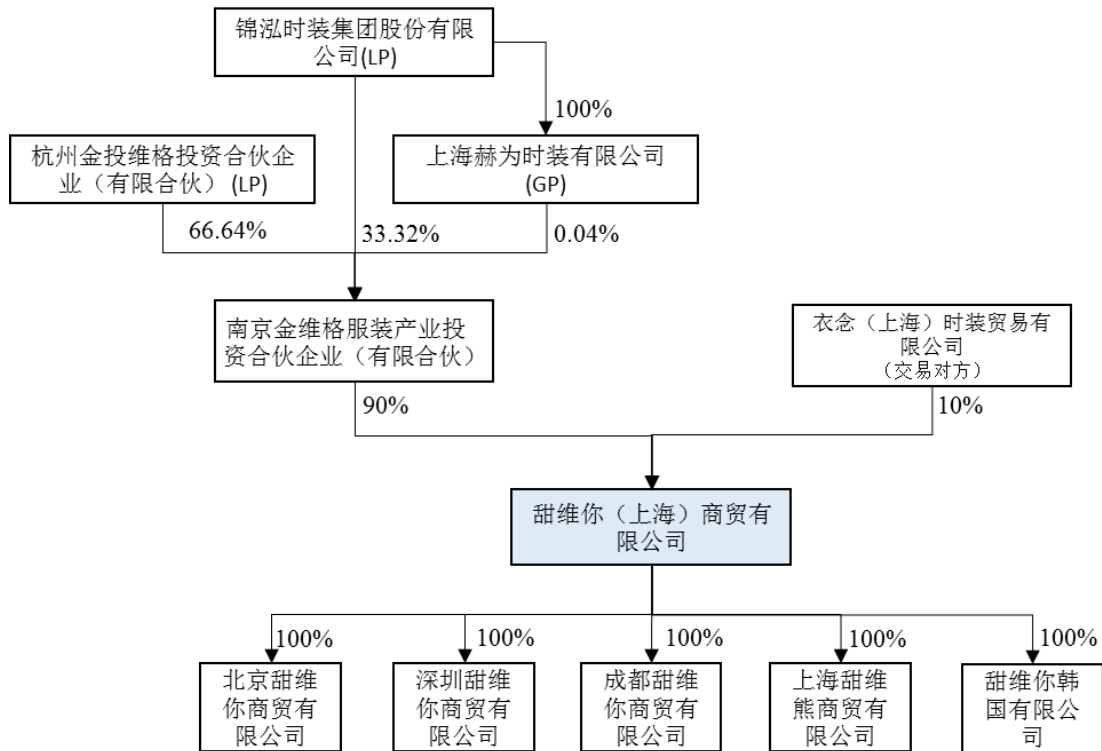 锦泓时装集团股份有限
公司(LP)
100%
杭州金投维格投资合伙企
业（有限合伙）(LP)
上海赫为时装有限公司
(GP)
66.64%
33.32%
0.04%
南京金维格服装产业投
资合伙企业（有限合伙）
衣念（上海）时装贸易有
限公司
（交易对方）
90%
10%
甜维你（上海）商贸有
限公司
100%
100%
100%
100%
100%
北京甜维
你商贸有
限公司
深圳甜维
你商贸有
限公司
成都甜维
你商贸有
限公司
上海甜维
熊商贸有
限公司
甜维你韩
国有限公
司